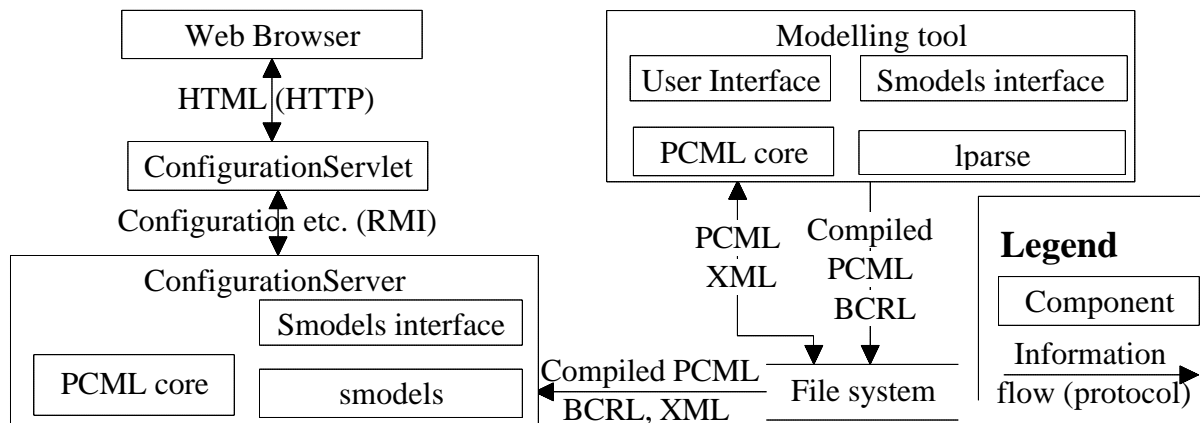 Web Browser
HTML (HTTP)
ConfigurationServlet
Configuration etc. (RMI)
ConfigurationServer
Smodels interface
PCML core
smodels
Modelling tool
User Interface
Smodels interface
PCML core
lparse
PCML
XML
Compiled
PCML
BCRL
Compiled PCML
BCRL, XML
File system
Legend
Component
Information
flow (protocol)